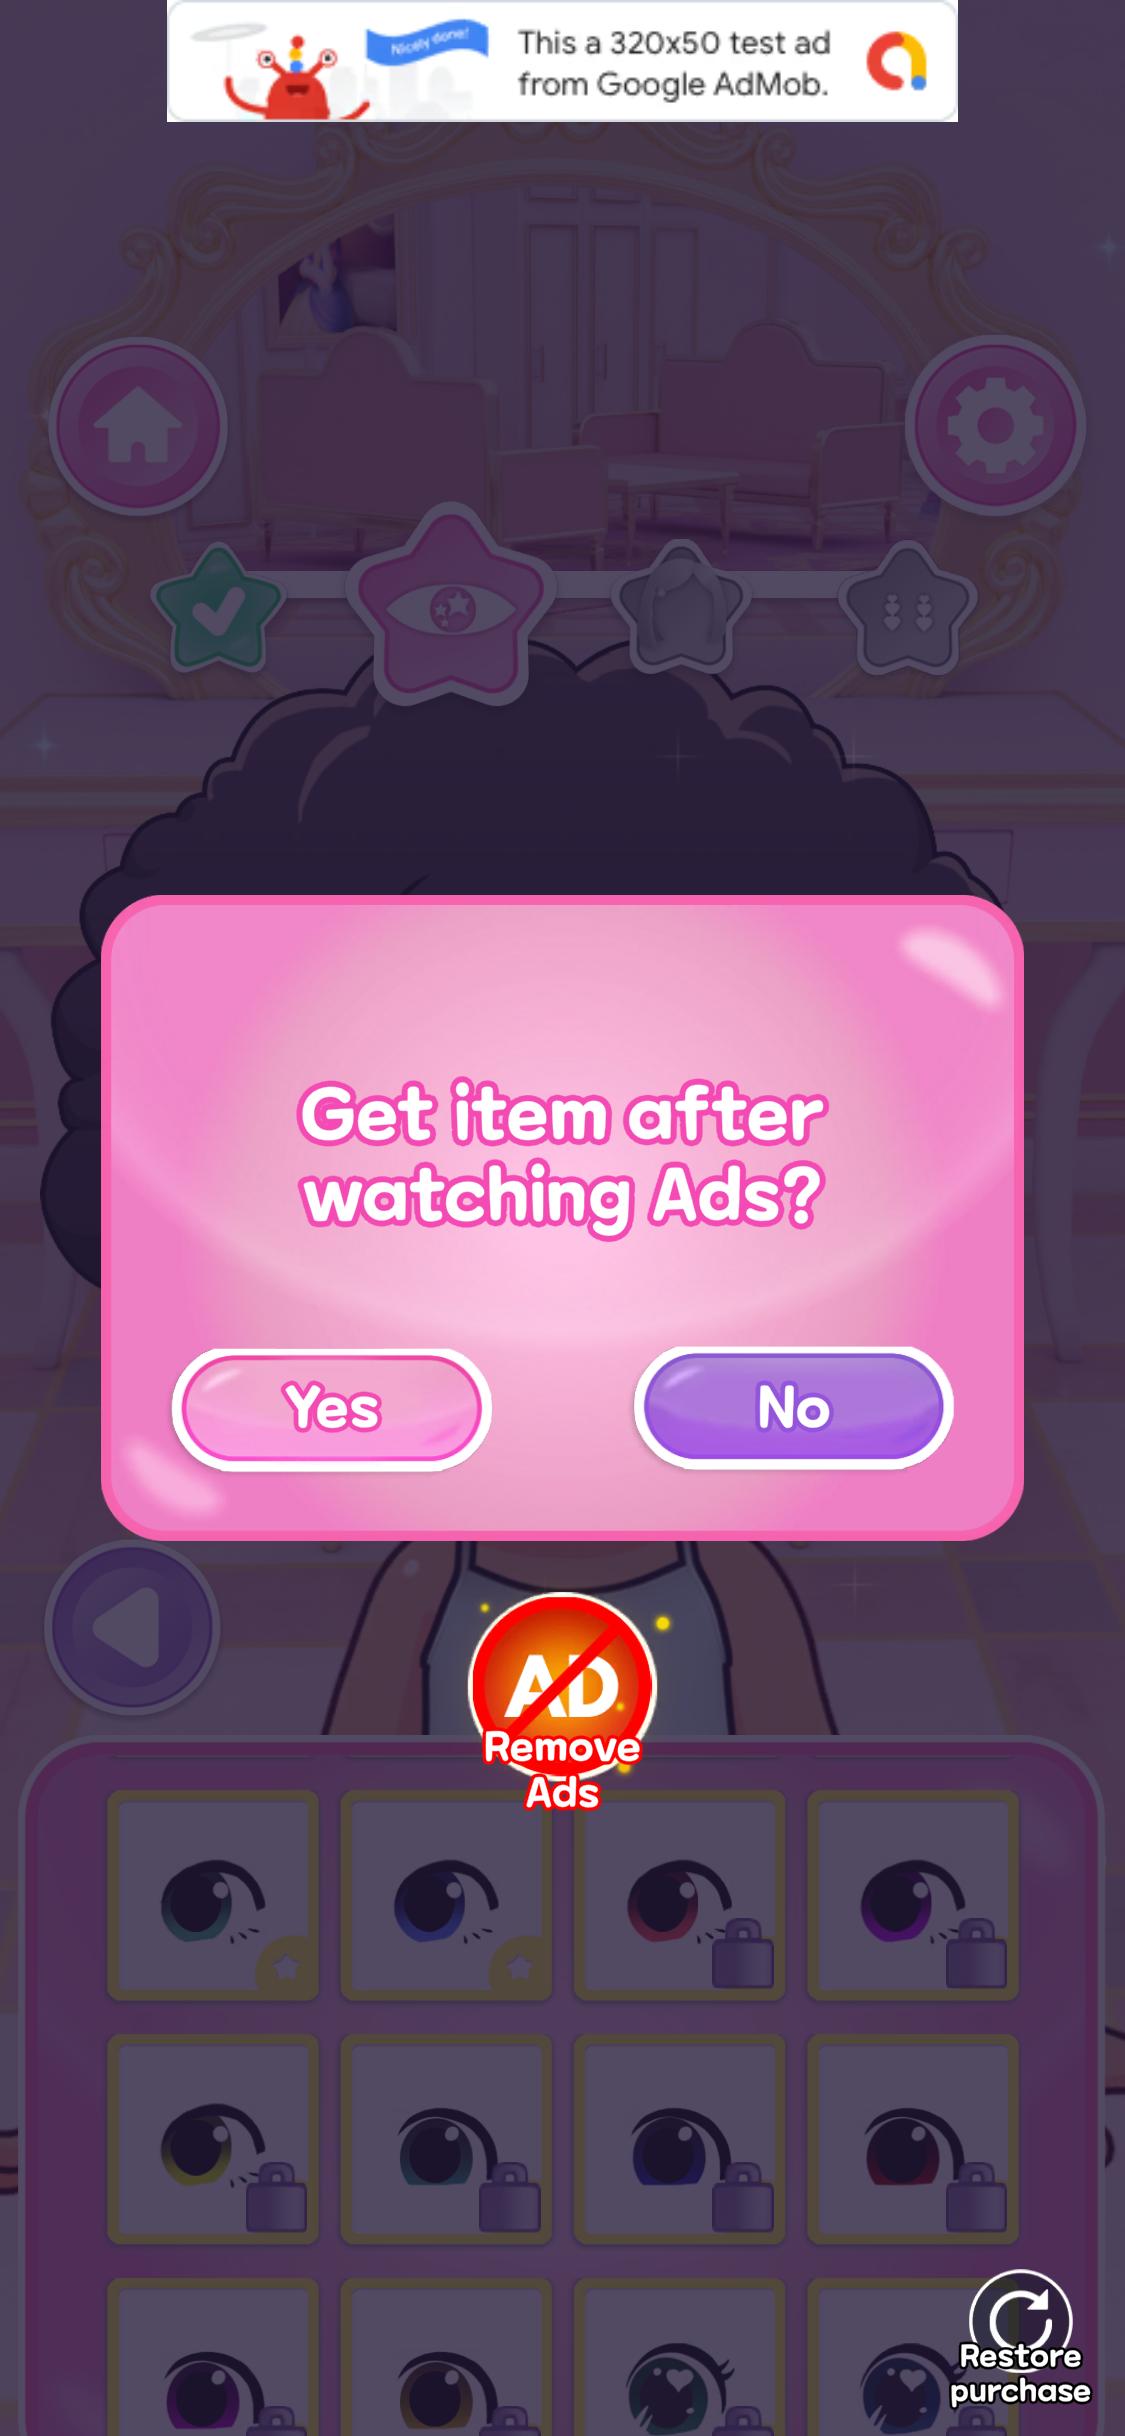 Nicely done!
This a 320x50 test ad
from Google AdMob.
Get item after
watching Ads?
Yes
No
AD
Remove
Ads
Restore
purchase